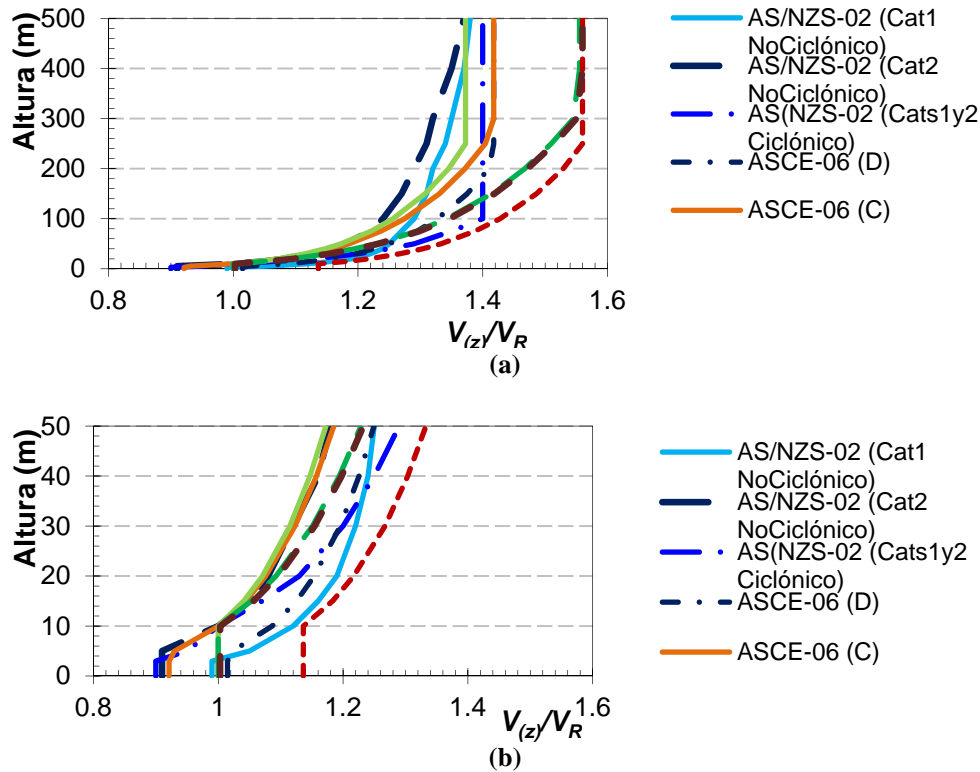 Altura (m)
500
400
300
200
100
0
0.8
1.0
1.2
1.4
1.6
V(z)/VR
(a)
AS/NZS-02 (Cat1
NoCiclónico)
AS/NZS-02 (Cat2
NoCiclónico)
AS(NZS-02 (Cats1y2
Ciclónico)
ASCE-06 (D)
ASCE-06 (C)
Altura (m)
50
40
30
20
10
0
0.8
1
1.2
1.4
1.6
V(z)/VR
(b)
AS/NZS-02 (Cat1
NoCiclónico)
AS/NZS-02 (Cat2
NoCiclónico)
AS(NZS-02 (Cats1y2
Ciclónico)
ASCE-06 (D)
ASCE-06 (C)